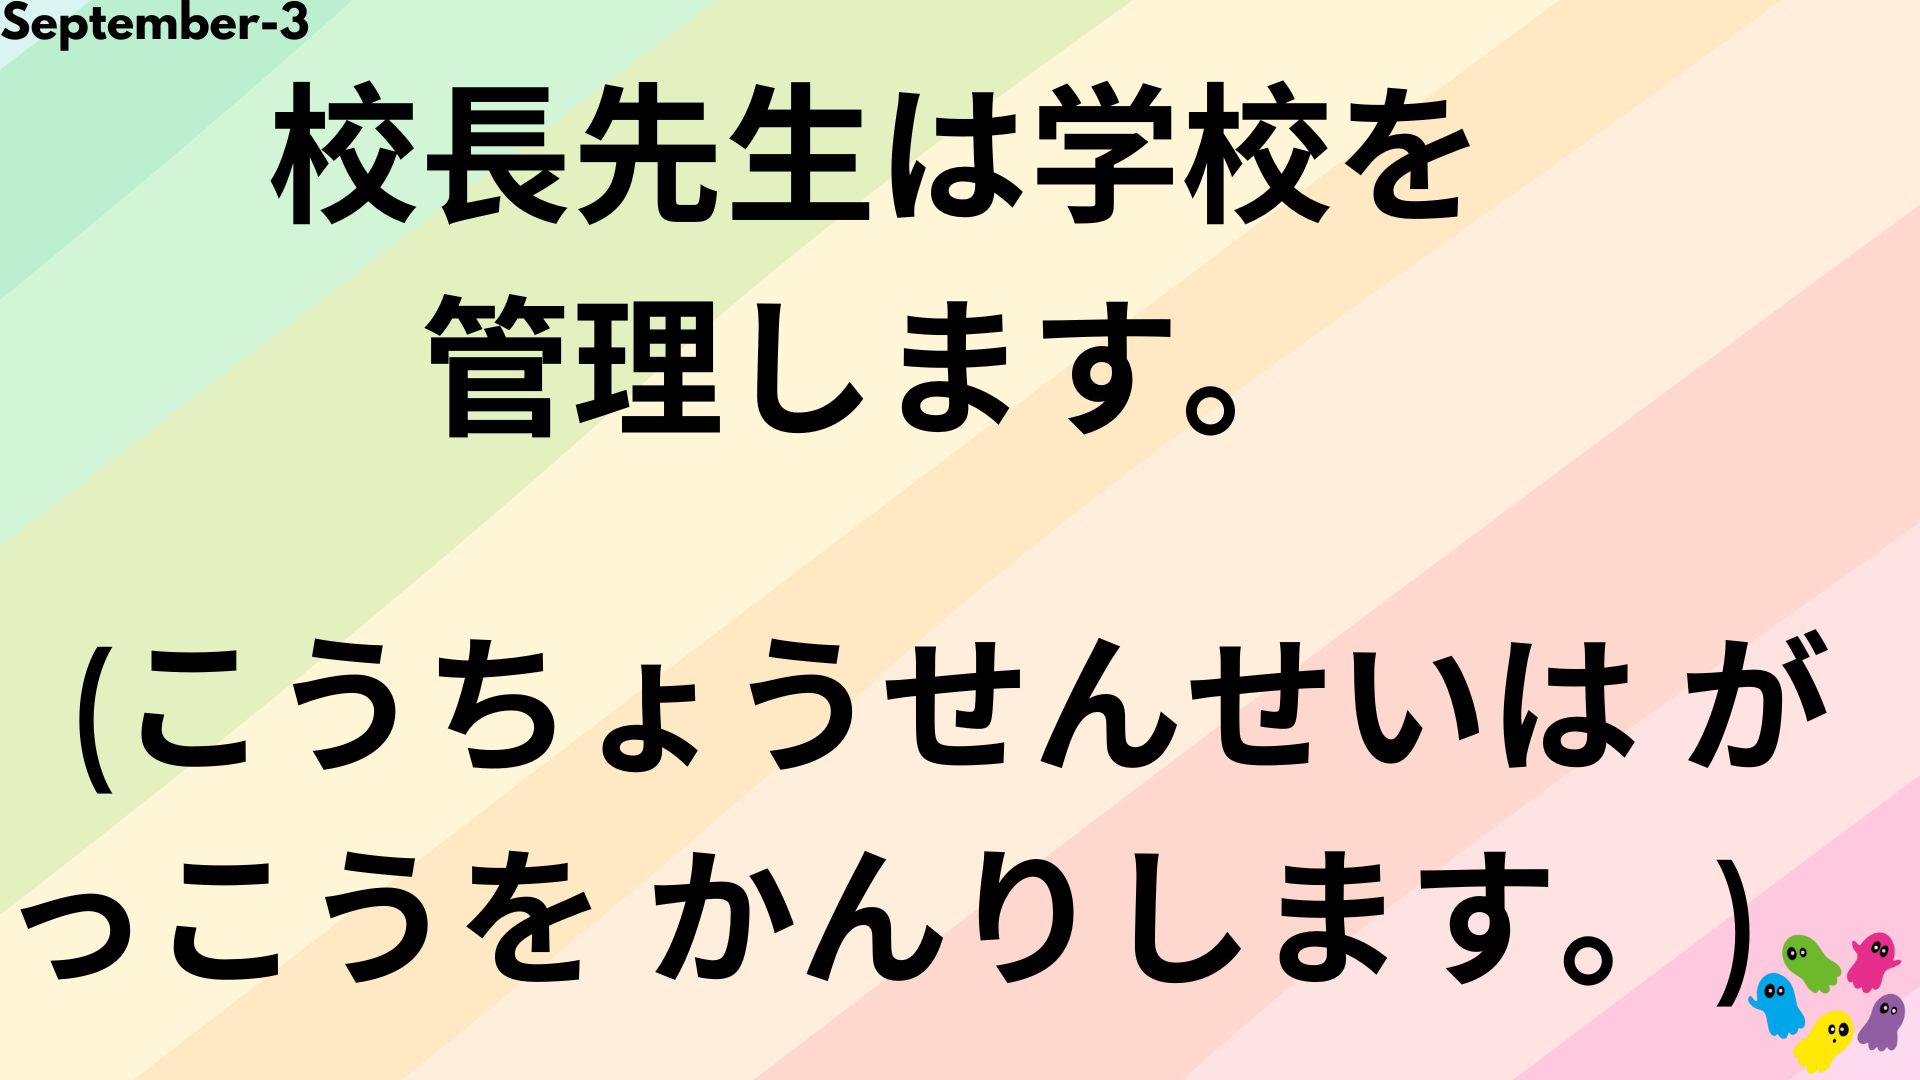 September-3
校長先生は学校を
管理します。
(こうちょうせんせいは が
っこうを かんりします。 )